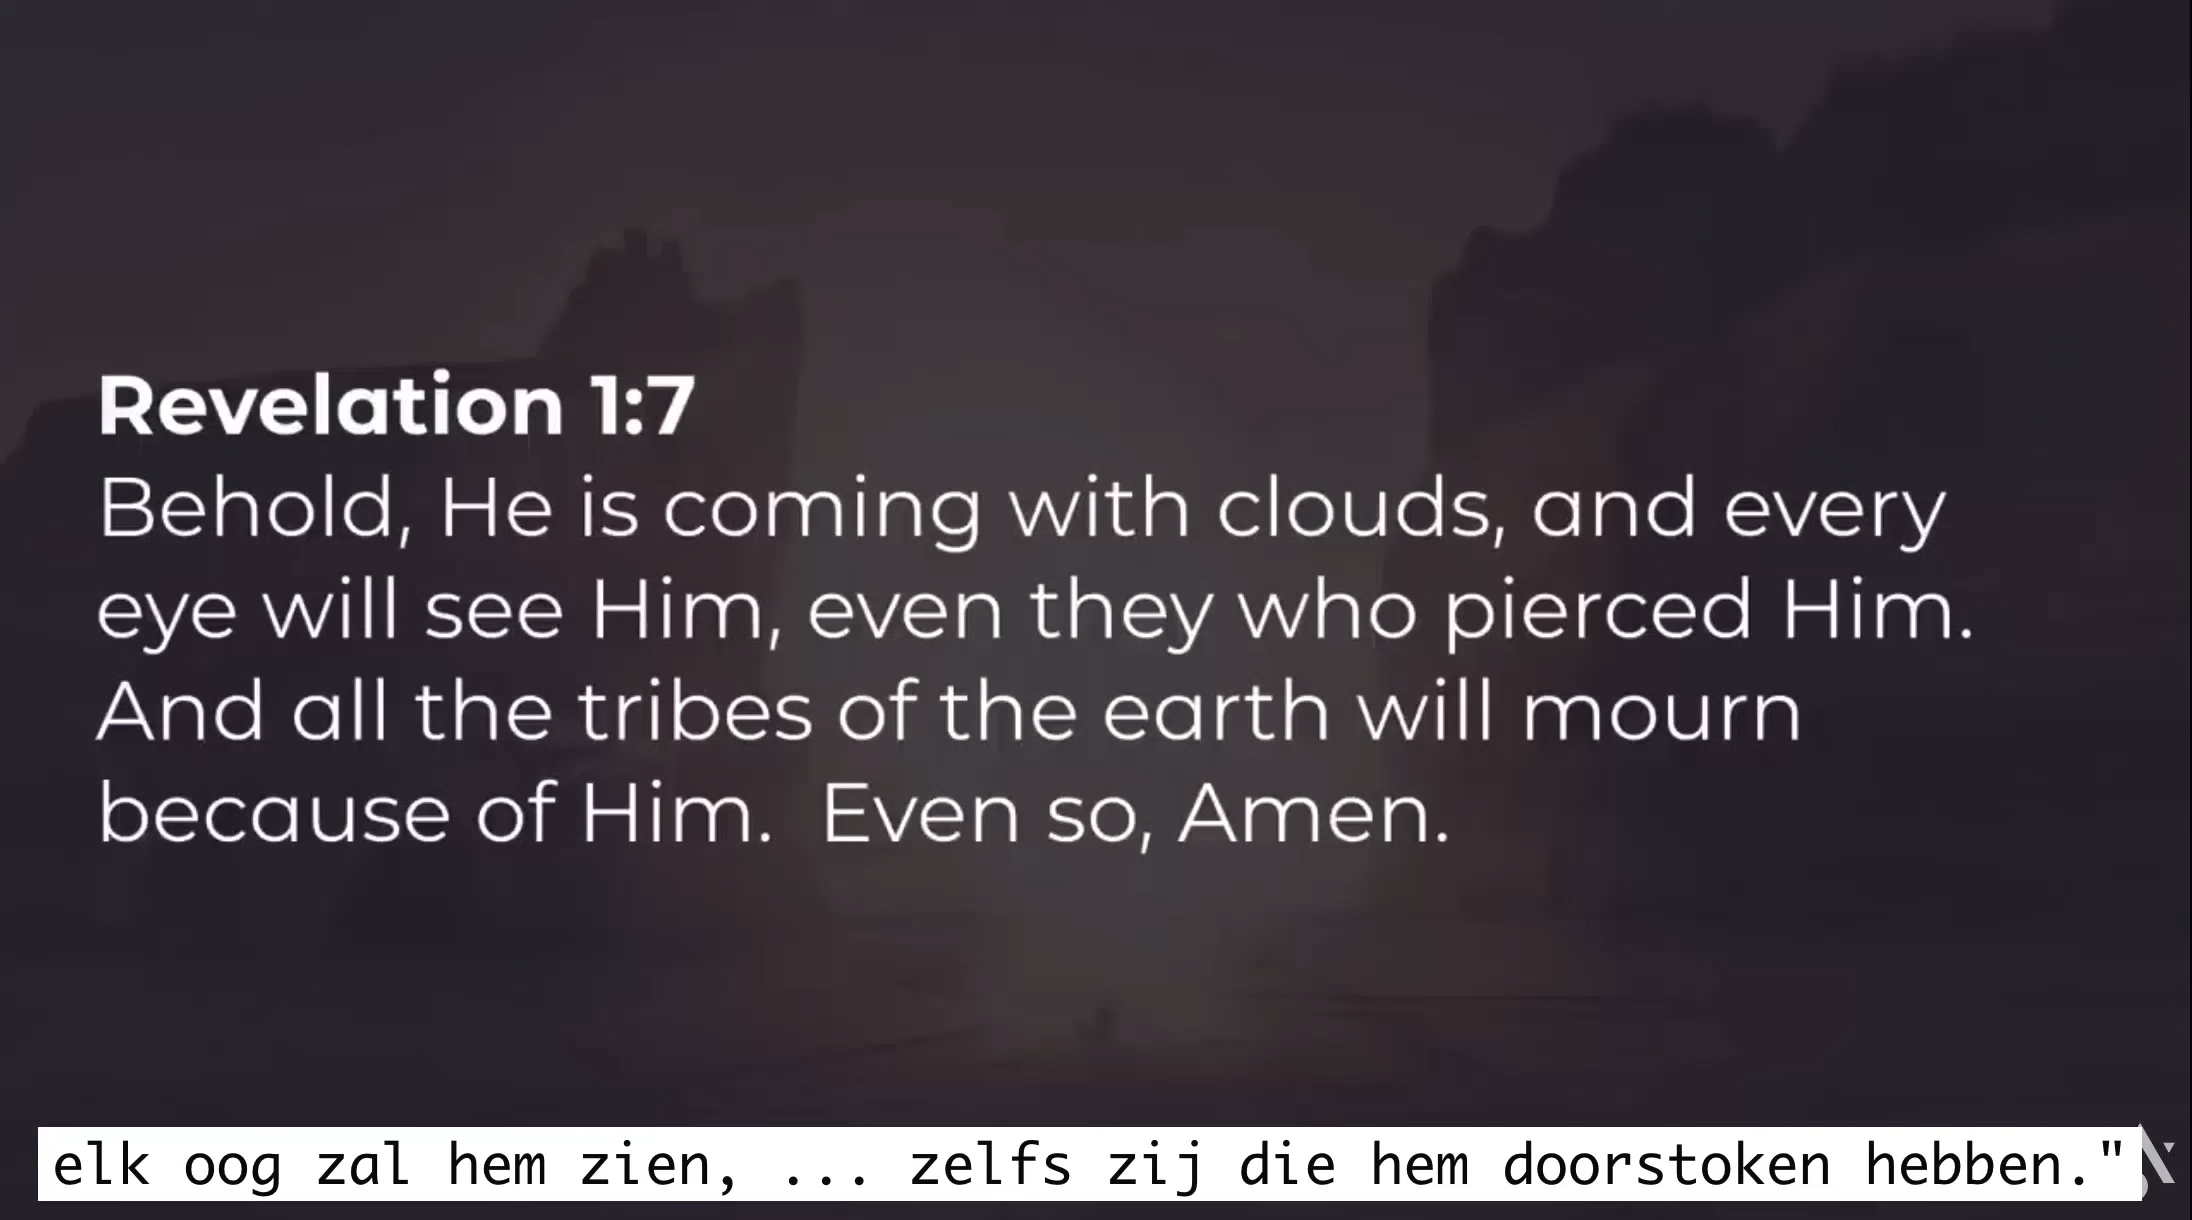 Revelation 1:7
Behold, He is coming with clouds, and every
eye will see Him, even they who pierced Him.
And all the tribes of the earth will mourn
because of Him.  Even so, Amen.
elk oog zal hem zien, ... zelfs zij die hem doorstoken hebben."